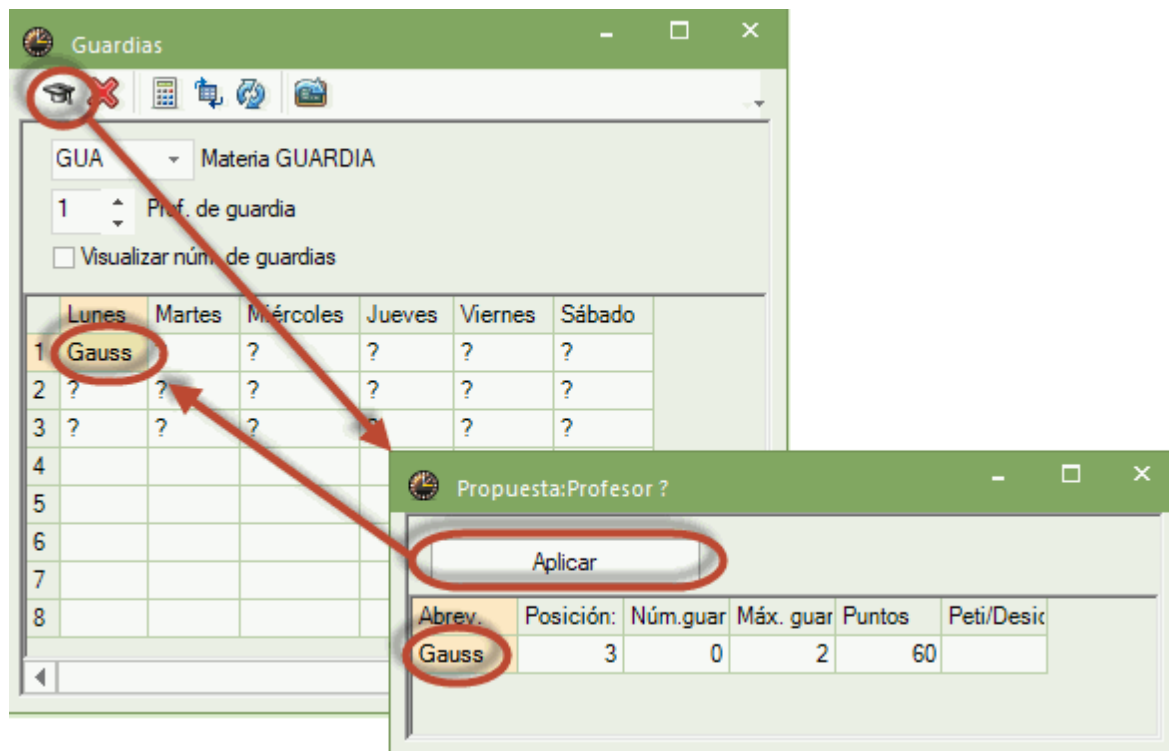 Guardias
GUA Materia GUARDIA
1 Prof. de guardia
Visualizar núm. de guardias
Lunes Martes Miércoles Jueves Viernes Sábado
1 Gauss ? ? ? ? ?
2 ? ? ? ? ? ?
3 ? ? ? ? ? ?
4
5
6
7
8
Propuesta:Profesor ?
Aplicar
Abrev. Posición: Núm.guar Máx. guar Puntos Peti/Desic
Gauss 3 0 2 60